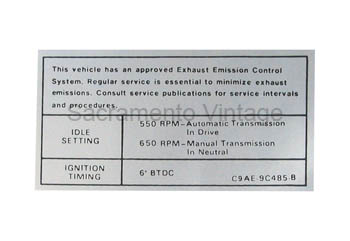 This vehicle has an approved Exhaust Emission Control
System. Regular service is essential to minimize exhaust
emissions. Consult service publications for service intervals
and procedures.
Sacramento Vintage
IDLE
SETTING
550 RPM-Automatic Transmission
In Drive
650 RPM-Manual Transmission
In Neutral
IGNITION
TIMING
6° BTDC
C9AE-9C485-B